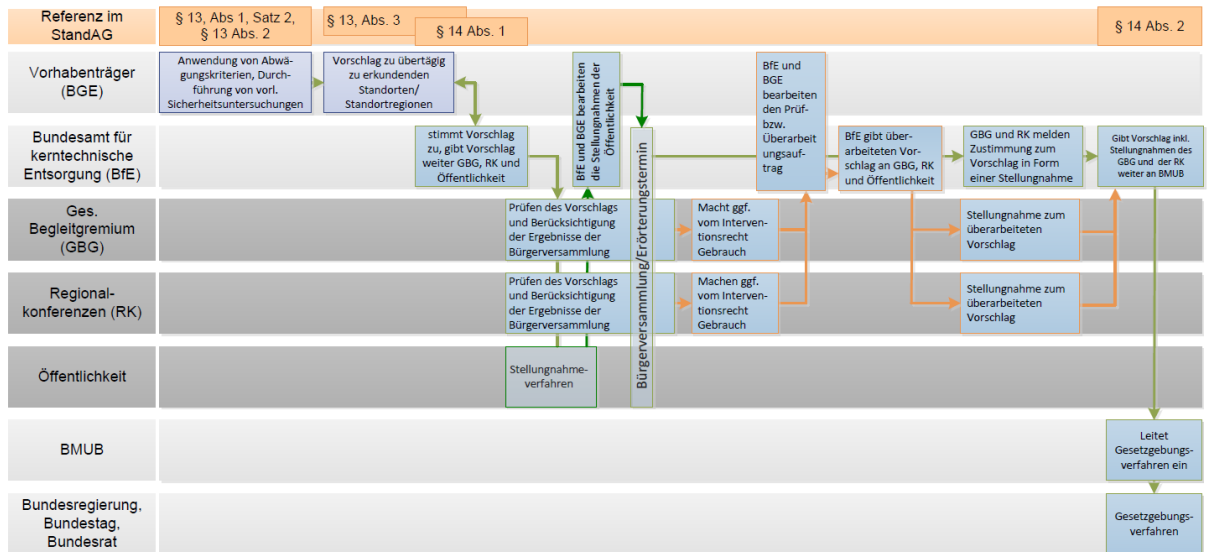 Referenz im
StandAG
§ 13, Abs 1, Satz 2,
§ 13 Abs. 2
§ 13, Abs. 3
§ 14 Abs. 1
§ 14 Abs. 2
Vorhabenträger
(BGE)
Anwendung von Abwä-
gungskriterien, Durch-
führung von vorl.
Sicherheitsuntersuchungen
Vorschlag zu übertägig
zu erkundenden
Standorten/
Standortregionen
BfE und BGE bearbeiten
die Stellungnahmen der
Öffentlichkeit
BfE und
BGE
bearbeiten
den Prüf-
bzw.
Überarbei
tungsauf-
trag
Bundesamt für
kerntechnische
Entsorgung (BfE)
stimmt Vorschlag
zu, gibt Vorschlag
weiter GBG, RK und
Öffentlichkeit
Bürgerversammlung/Erörterungstermin
BfE gibt über-
arbeiteten Vor-
schlag an GBG, RK
und Öffentlichkeit
GBG und RK melden
Zustimmung zum
Vorschlag in Form
einer Stellungnahme
Gibt Vorschlag inkl.
Stellungnahmen des
GBG und der RK
weiter an BMUB
Ges.
Begleitgremium
(GBG)
Prüfen des Vorschlags
und Berücksichtigung
der Ergebnisse der
Bürgerversammlung
Macht ggf.
vom Interven-
tionsrecht
Gebrauch
Stellungnahme zum
überarbeiteten
Vorschlag
Regional-
konferenzen (RK)
Prüfen des Vorschlags
und Berücksichtigung
der Ergebnisse der
Bürgerversammlung
Machen ggf.
vom Interven-
tionsrecht
Gebrauch
Stellungnahme zum
überarbeiteten
Vorschlag
Öffentlichkeit
Stellungnahme-
verfahren
BMUB
Leitet
Gesetzgebungs-
verfahren ein
Bundesregierung,
Bundestag,
Bundesrat
Gesetzgebungs-
verfahren